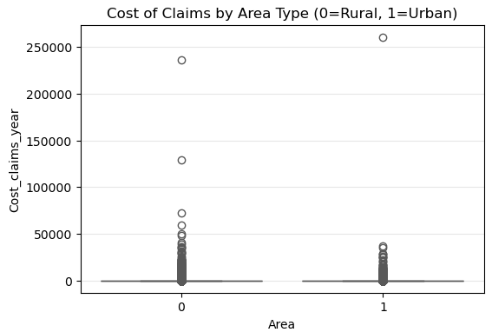 Cost of Claims by Area Type (0=Rural, 1=Urban)
Cost_claims_year
250000
200000
150000
100000
50000
0
0
1
Area